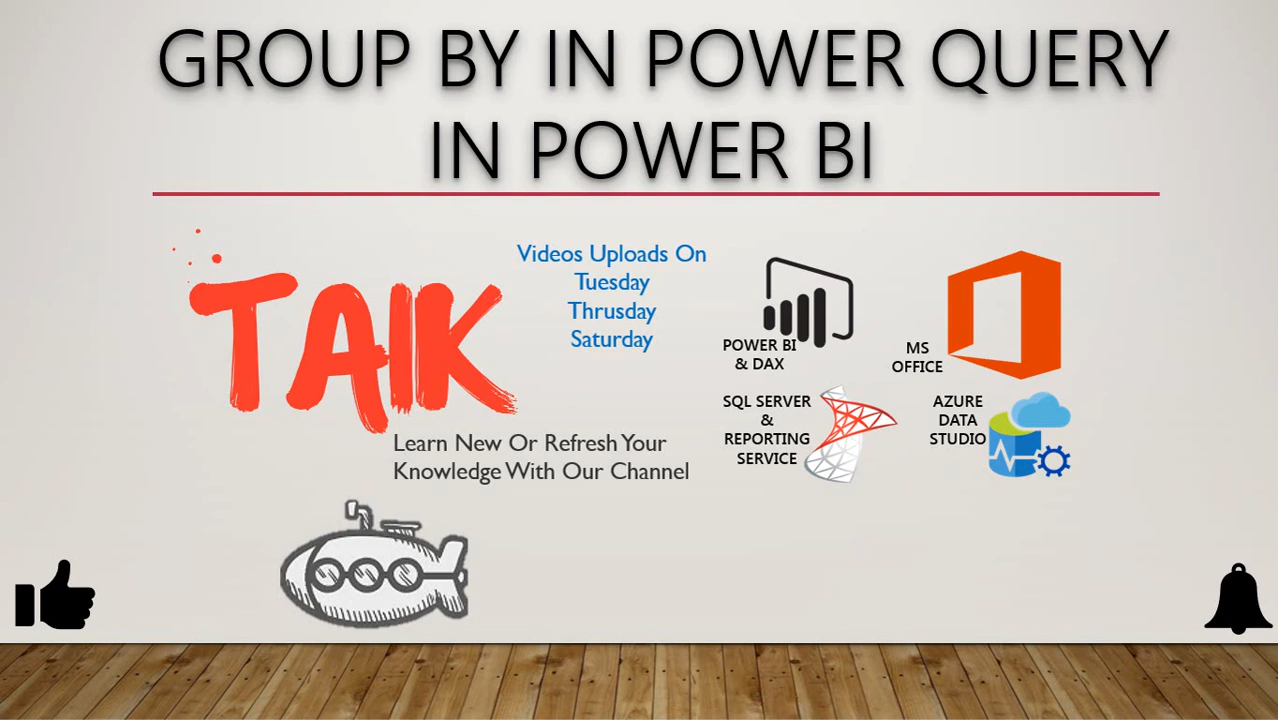 GROUP BY IN POWER QUERY
IN POWER BI
TAIK
Videos Uploads On
Tuesday
Thrusday
Saturday
Learn New Or Refresh Your
Knowledge With Our Channel
POWER BI
& DAX
MS
OFFICE
SQL SERVER
&
REPORTING
SERVICE
AZURE
DATA
STUDIO